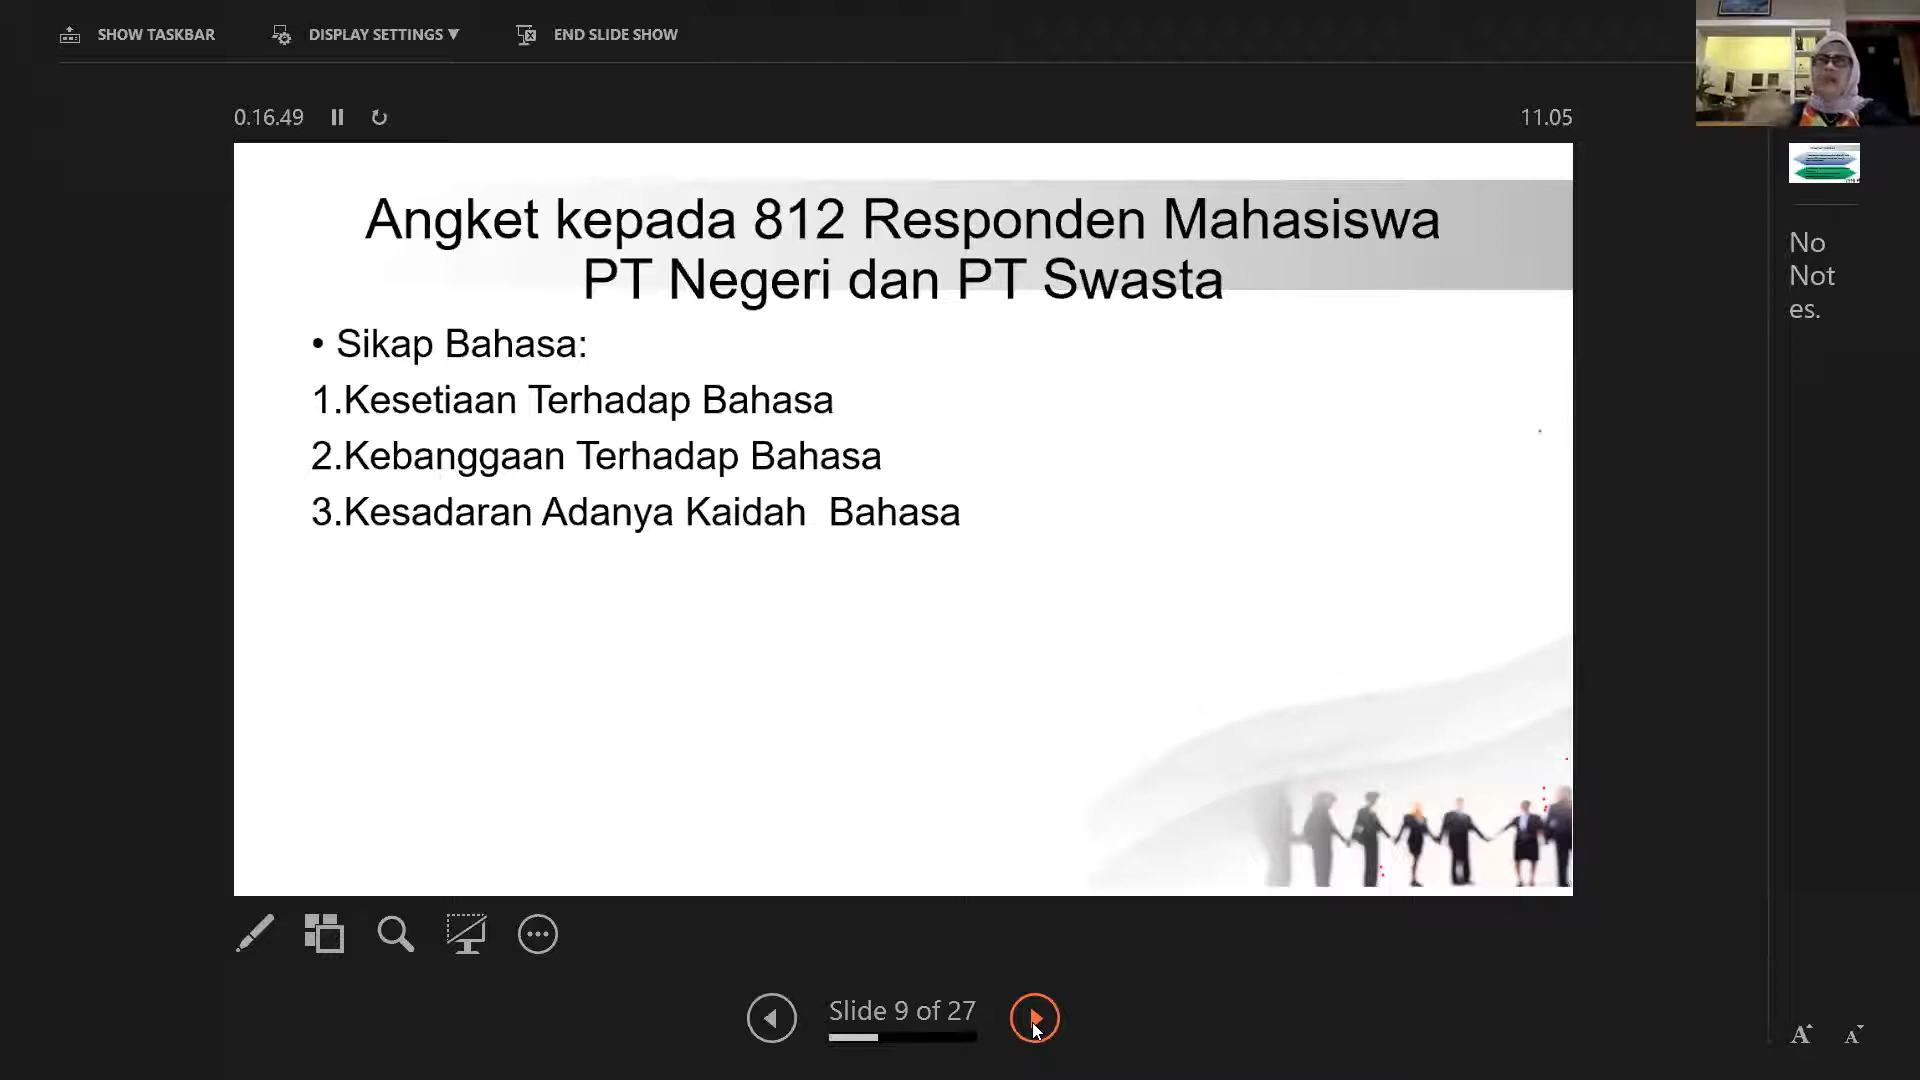 SHOW TASKBAR
DISPLAY SETTINGS ▼
END SLIDE SHOW
0.16.49
11.05
Angket kepada 812 Responden Mahasiswa
PT Negeri dan PT Swasta
• Sikap Bahasa:
1.Kesetiaan Terhadap Bahasa
2.Kebanggaan Terhadap Bahasa
3.Kesadaran Adanya Kaidah  Bahasa
No
Not
es.
Slide 9 of 27
A A